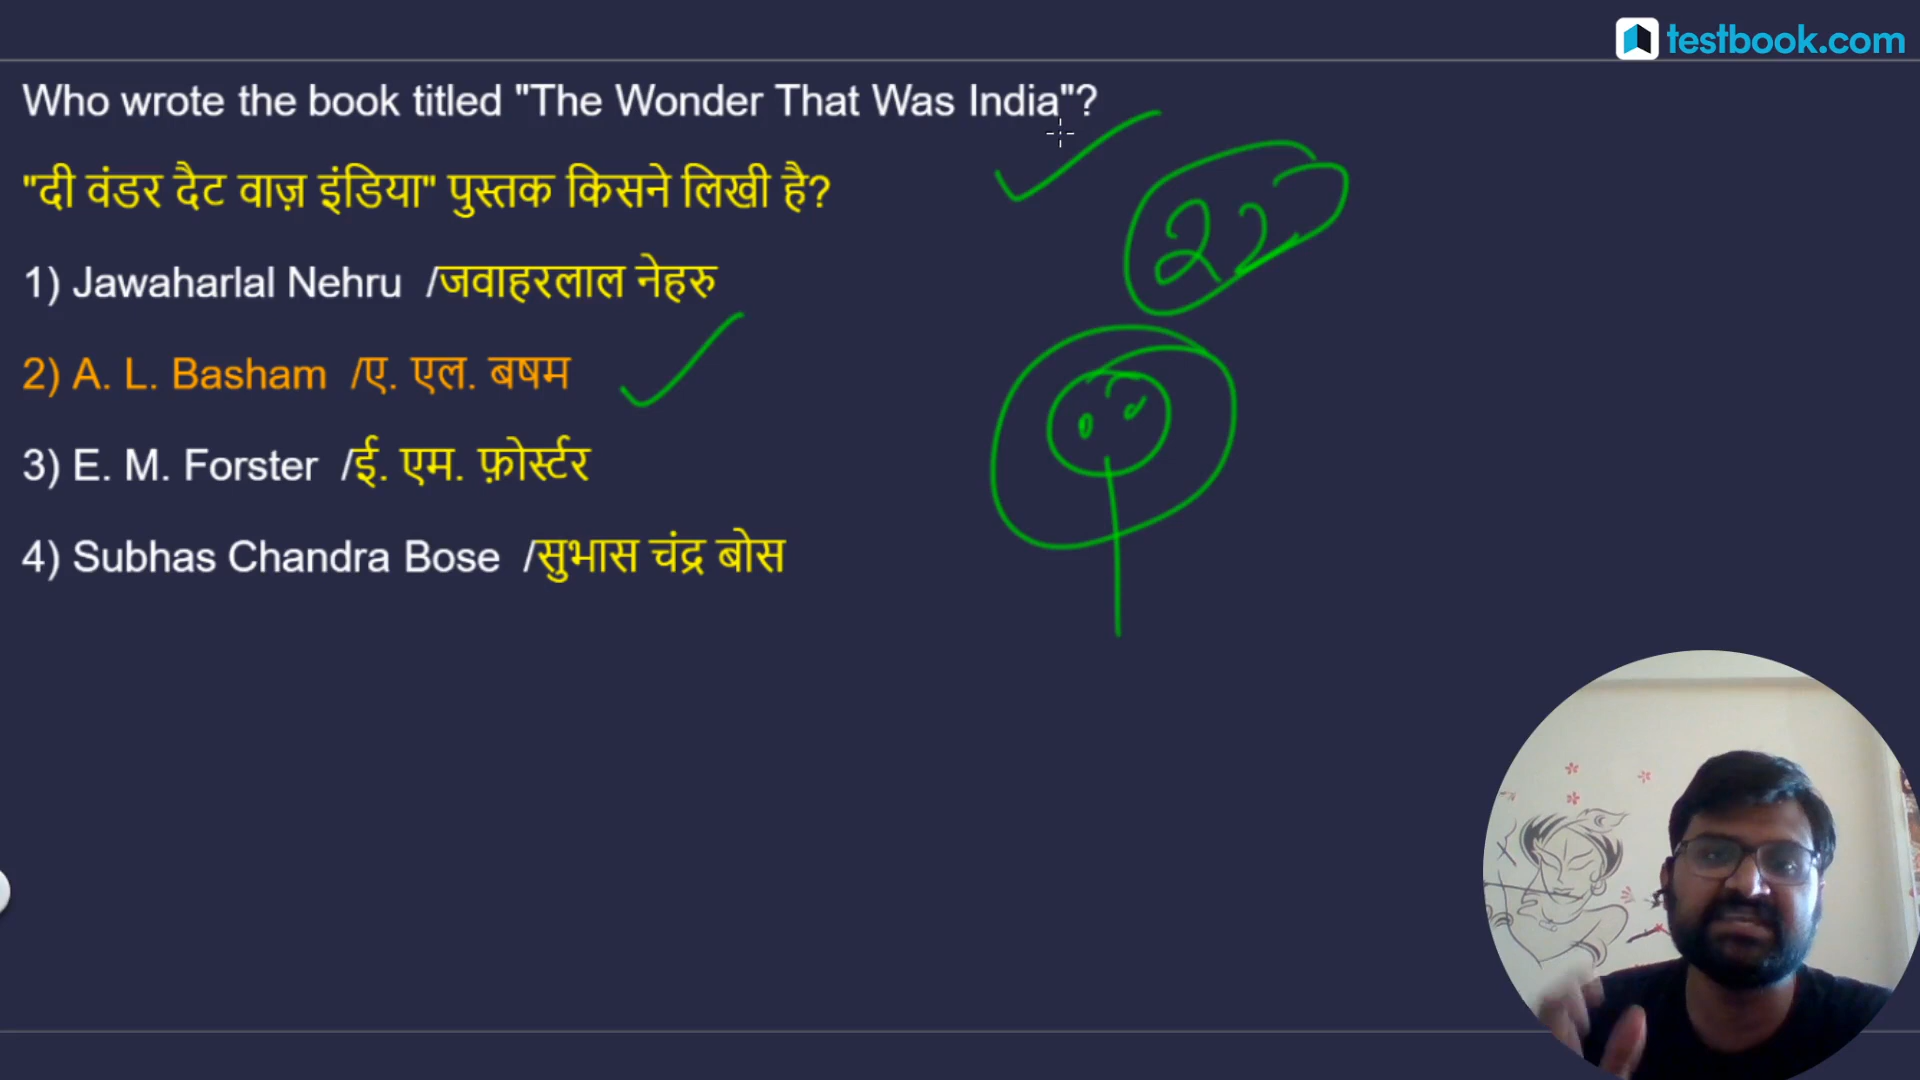 testbook.com
Who wrote the book titled "The Wonder That Was India"?
"दी वंडर दैट वाज़ इंडिया" पुस्तक किसने लिखी है?
22
1) Jawaharlal Nehru /जवाहरलाल नेहरु
2) A. L. Basham /ए. एल. बषम
3) E. M. Forster /ई. एम. फ़ोर्स्टर
4) Subhas Chandra Bose /सुभास चंद्र बोस